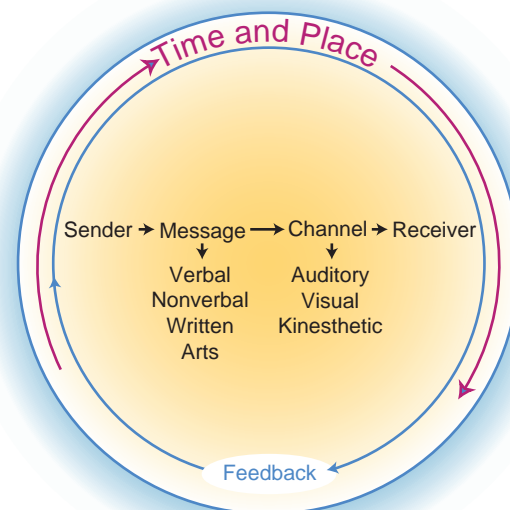 Time and Place
Sender Message Channel Receiver
Verbal
Nonverbal
Written
Arts
Auditory
Visual
Kinesthetic
Feedback